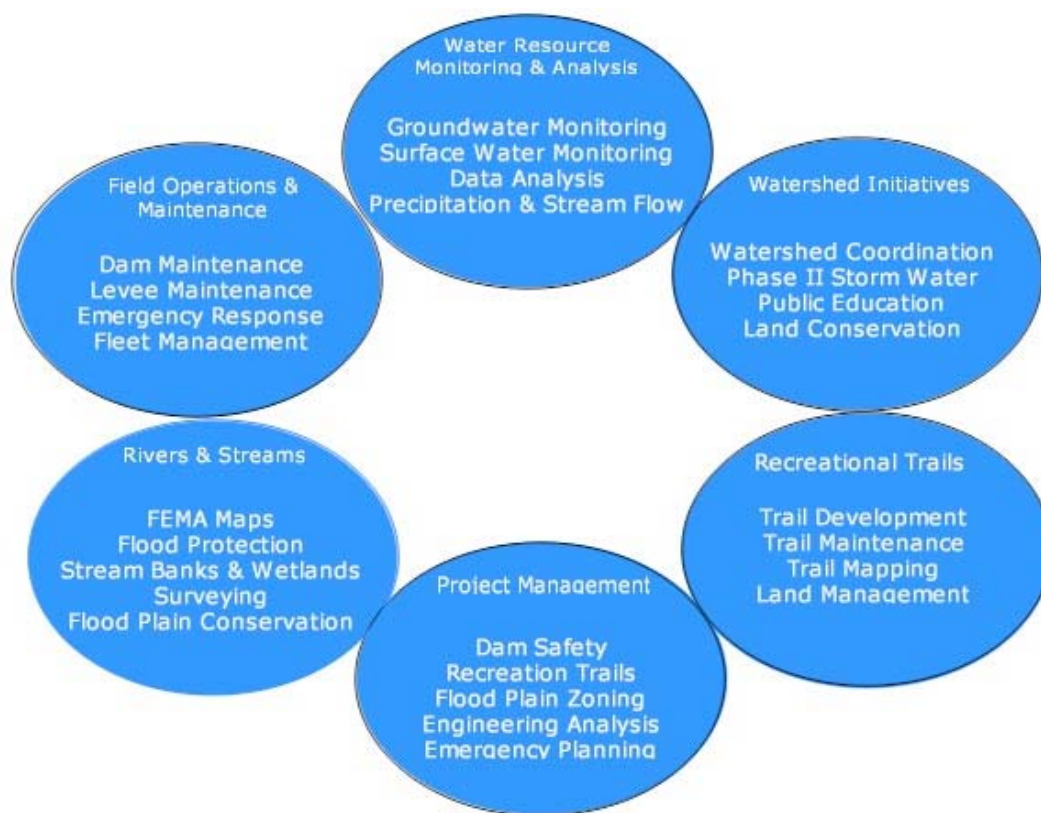 Water Resource
Monitoring & Analysis
Groundwater Monitoring
Surface Water Monitoring
Data Analysis
Precipitation & Stream Flow
Field Operations &
Maintenance
Dam Maintenance
Levee Maintenance
Emergency Response
Fleet Management
Watershed Initiatives
Watershed Coordination
Phase II Storm Water
Public Education
Land Conservation
Rivers & Streams
FEMA Maps
Flood Protection
Stream Banks & Wetlands
Surveying
Flood Plain Conservation
Recreational Trails
Trail Development
Trail Maintenance
Trail Mapping
Land Management
Project Management
Dam Safety
Recreation Trails
Flood Plain Zoning
Engineering Analysis
Emergency Planning